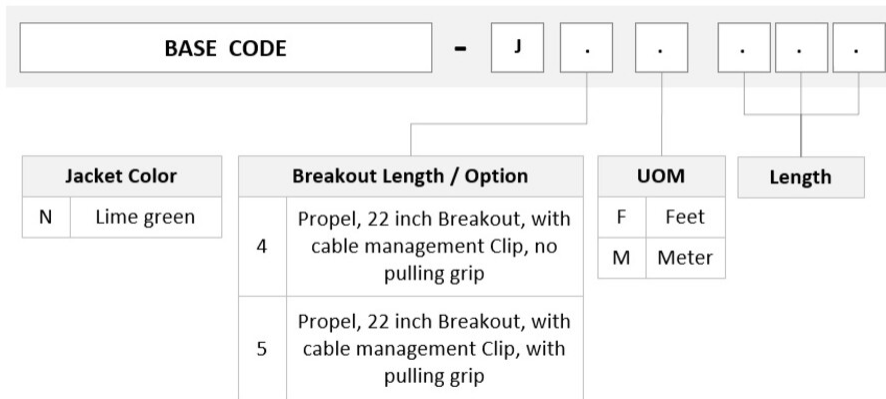 BASE CODE - J . . . . .
Jacket Color
N Lime green
Breakout Length / Option
4 Propel, 22 inch Breakout, with
cable management Clip, no
pulling grip
5 Propel, 22 inch Breakout, with
cable management Clip, with
pulling grip
UOM
F Feet
M Meter
Length